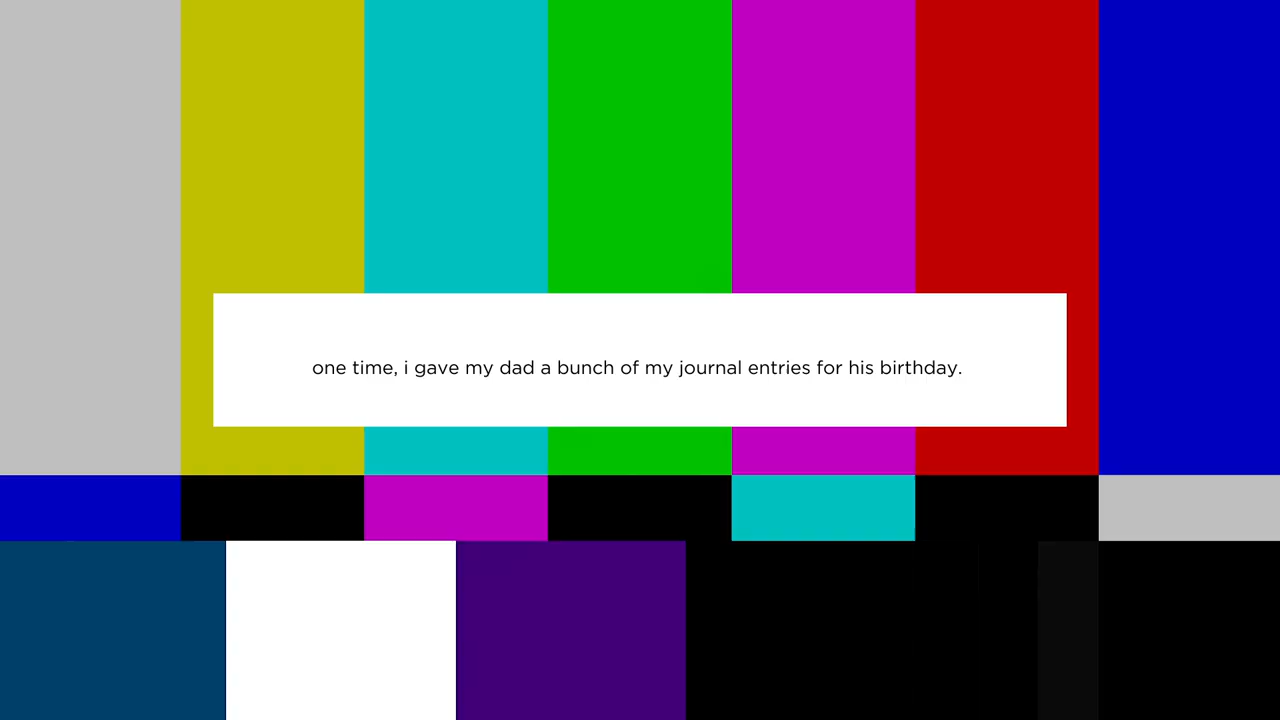 one time, i gave my dad a bunch of my journal entries for his birthday.